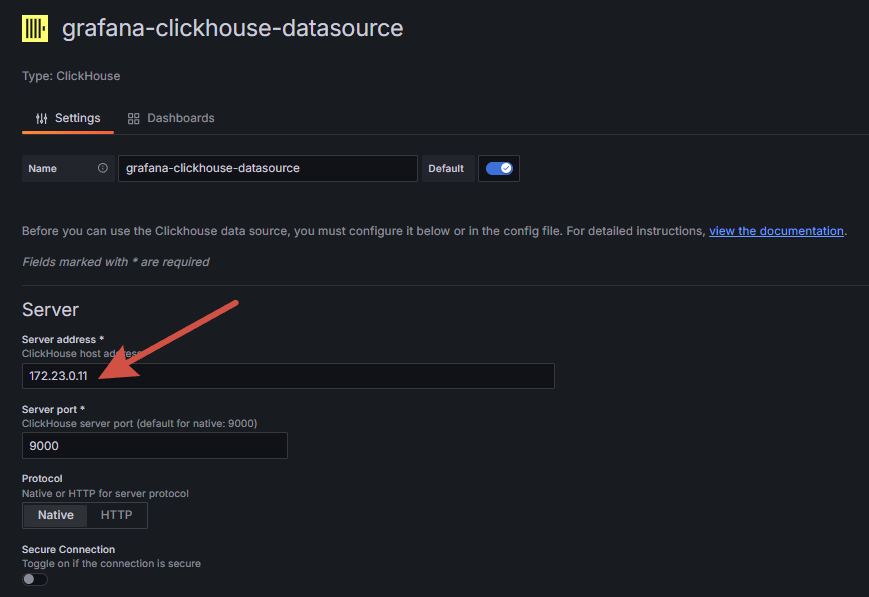 grafana-clickhouse-datasource
Type: ClickHouse
Settings Dashboards
Name grafana-clickhouse-datasource Default
Before you can use the Clickhouse data source, you must configure it below or in the config file. For detailed instructions, view the documentation.
Fields marked with * are required
Server
Server address *
ClickHouse host address
172.23.0.11
Server port *
ClickHouse server port (default for native: 9000)
9000
Protocol
Native or HTTP for server protocol
Native HTTP
Secure Connection
Toggle on if the connection is secure